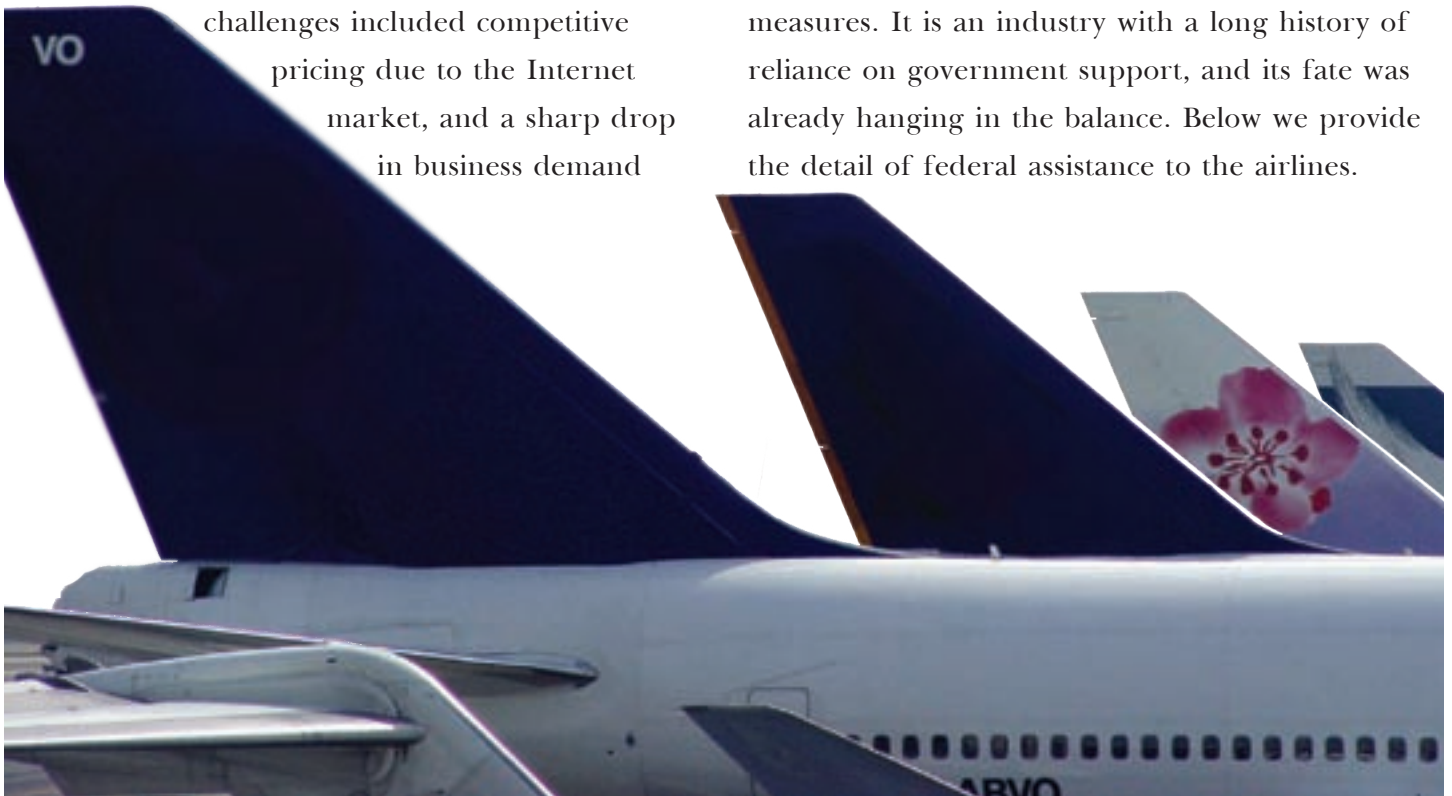 challenges included competitive
pricing due to the Internet
market, and a sharp drop
in business demand
measures. It is an industry with a long history of
reliance on government support, and its fate was
already hanging in the balance. Below we provide
the detail of federal assistance to the airlines.
VO
ABVO